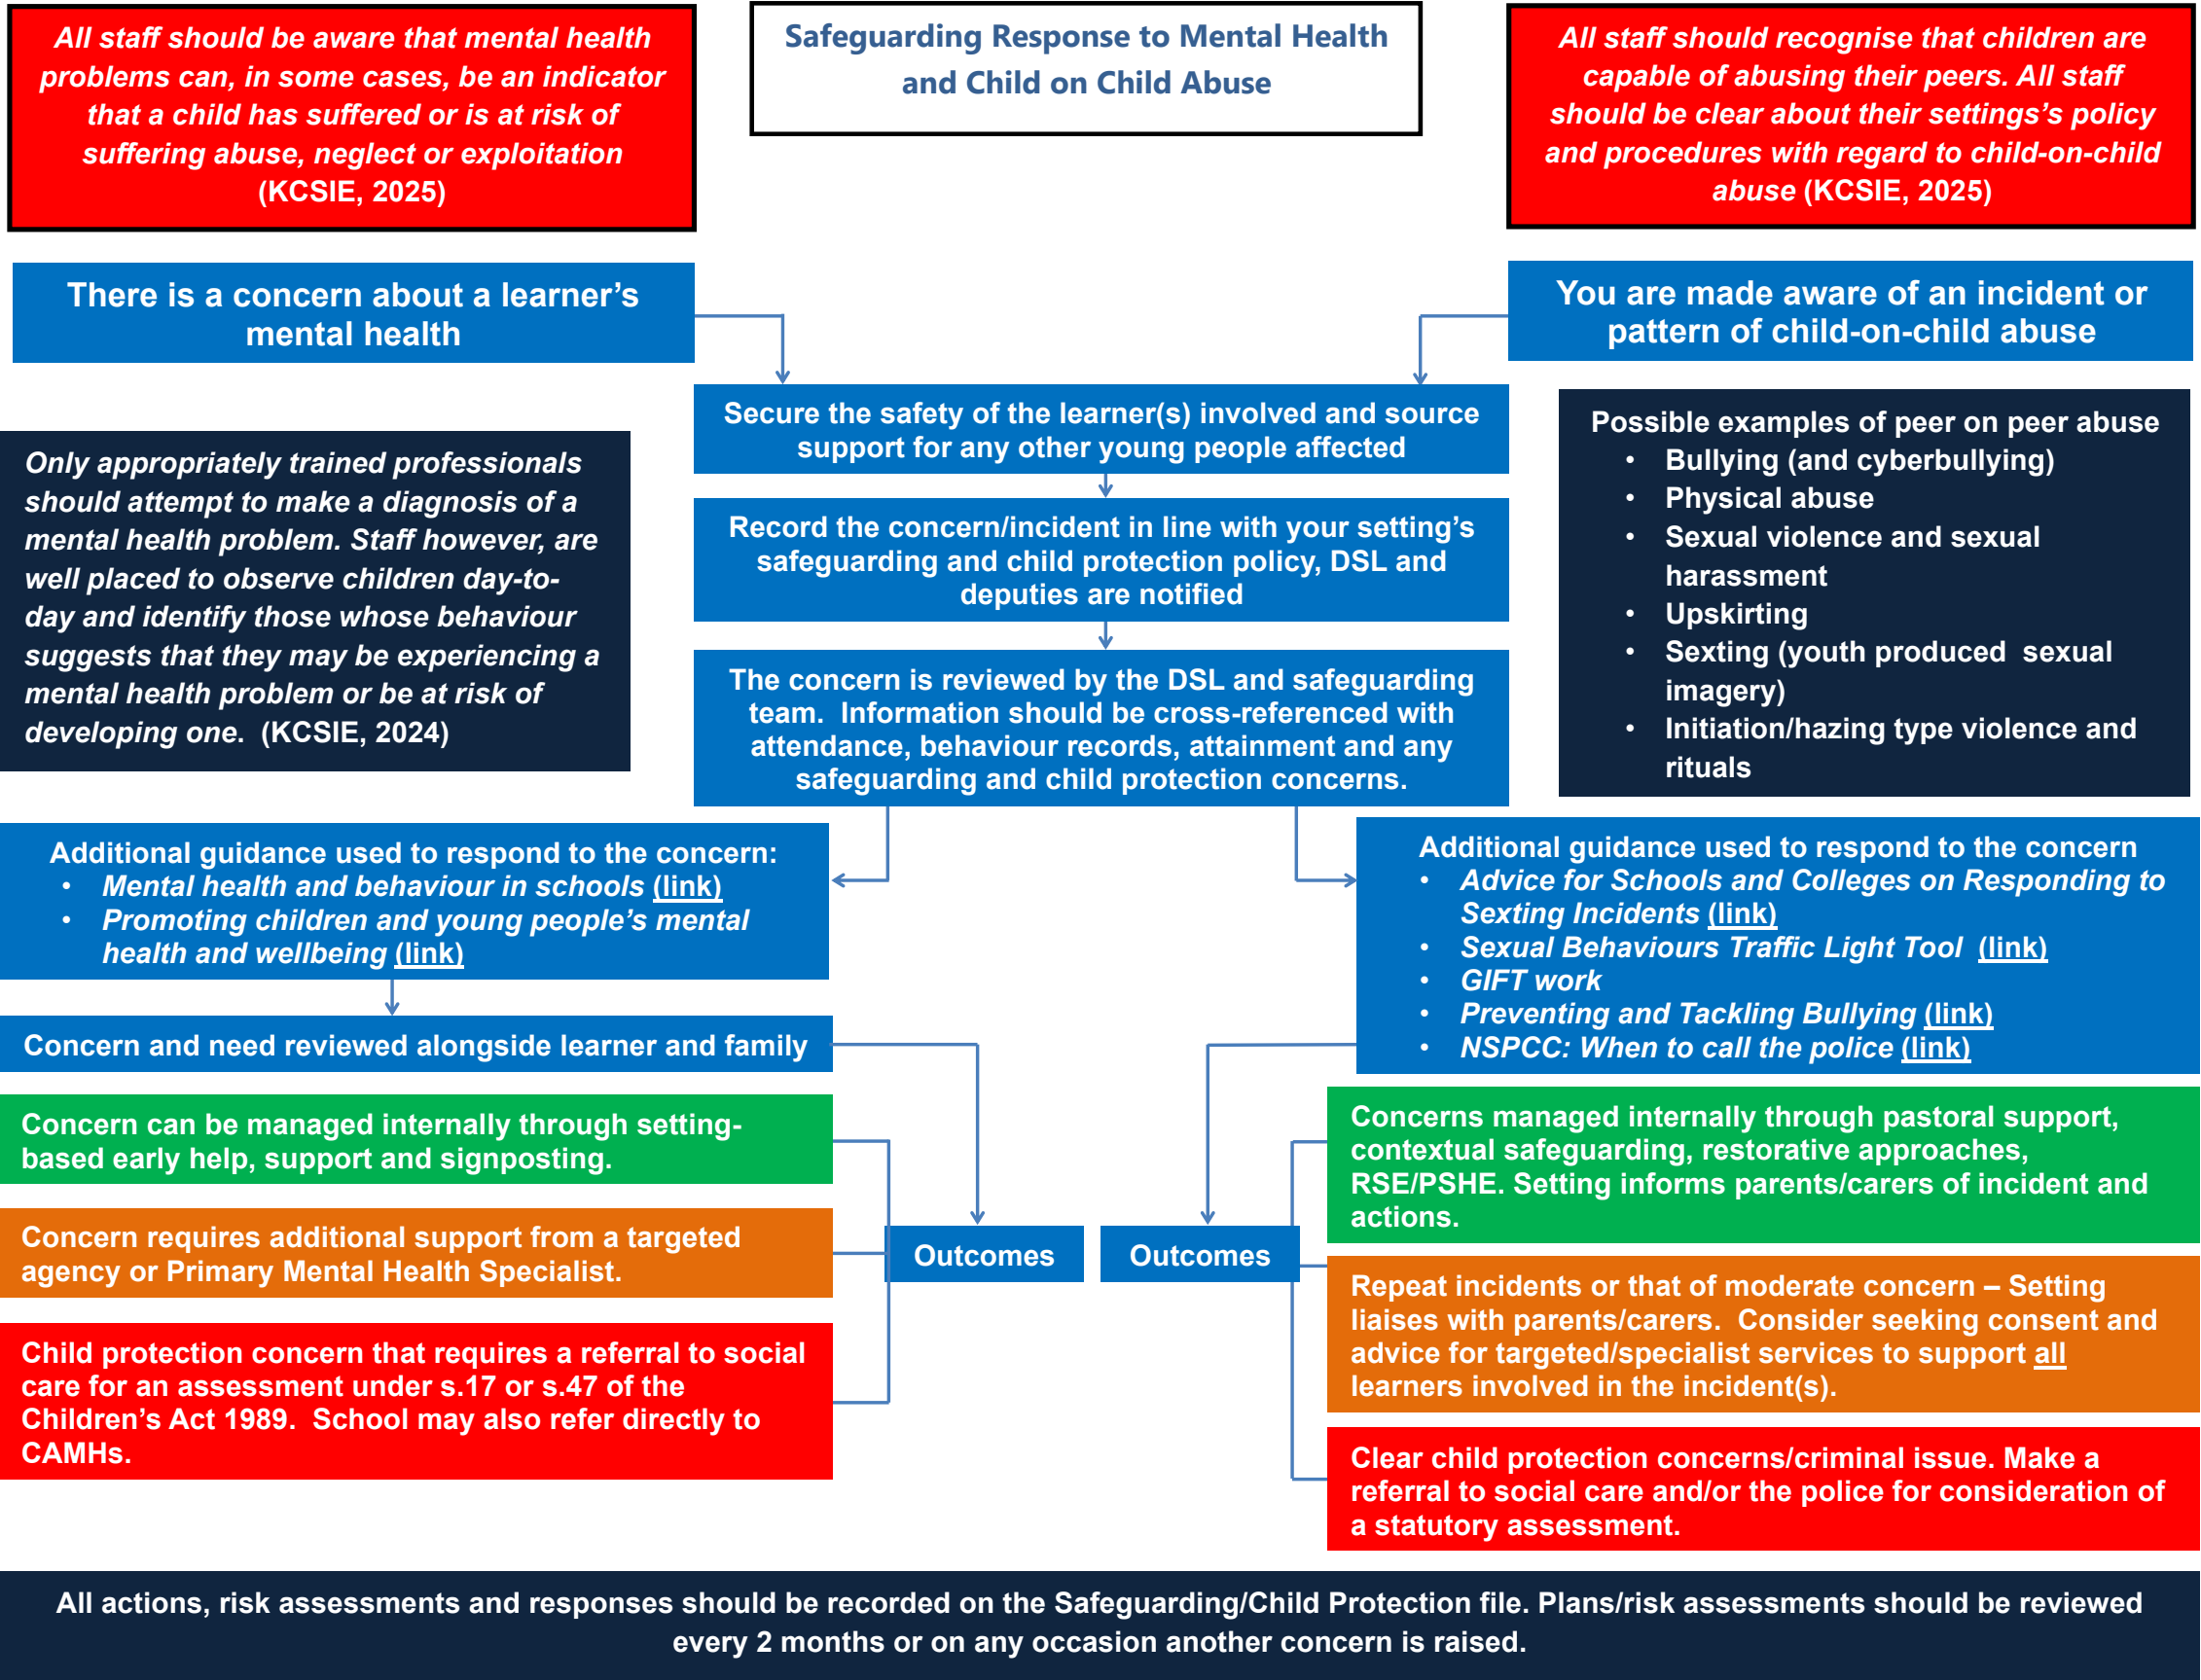 All staff should be aware that mental health
problems can, in some cases, be an indicator
that a child has suffered or is at risk of
suffering abuse, neglect or exploitation
(KCSIE, 2025)
Safeguarding Response to Mental Health
and Child on Child Abuse
All staff should recognise that children are
capable of abusing their peers. All staff
should be clear about their settings's policy
and procedures with regard to child-on-child
abuse (KCSIE, 2025)
There is a concern about a learner’s
mental health
You are made aware of an incident or
pattern of child-on-child abuse
Secure the safety of the learner(s) involved and source
support for any other young people affected
Only appropriately trained professionals
should attempt to make a diagnosis of a
mental health problem. Staff however, are
well placed to observe children day-to-
day and identify those whose behaviour
suggests that they may be experiencing a
mental health problem or be at risk of
developing one.  (KCSIE, 2024)
Record the concern/incident in line with your setting’s
safeguarding and child protection policy, DSL and
deputies are notified
The concern is reviewed by the DSL and safeguarding
team.  Information should be cross-referenced with
attendance, behaviour records, attainment and any
safeguarding and child protection concerns.
Possible examples of peer on peer abuse
• Bullying (and cyberbullying)
• Physical abuse
• Sexual violence and sexual
harassment
• Upskirting
• Sexting (youth produced  sexual
imagery)
• Initiation/hazing type violence and
rituals
Additional guidance used to respond to the concern:
• Mental health and behaviour in schools (link)
• Promoting children and young people’s mental
health and wellbeing (link)
Additional guidance used to respond to the concern
• Advice for Schools and Colleges on Responding to
Sexting Incidents (link)
• Sexual Behaviours Traffic Light Tool  (link)
• GIFT work
• Preventing and Tackling Bullying (link)
• NSPCC: When to call the police (link)
Concern and need reviewed alongside learner and family
Concern can be managed internally through setting-
based early help, support and signposting.
Concern requires additional support from a targeted
agency or Primary Mental Health Specialist.
Child protection concern that requires a referral to social
care for an assessment under s.17 or s.47 of the
Children’s Act 1989.  School may also refer directly to
CAMHs.
Outcomes
Outcomes
Concerns managed internally through pastoral support,
contextual safeguarding, restorative approaches,
RSE/PSHE. Setting informs parents/carers of incident and
actions.
Repeat incidents or that of moderate concern – Setting
liaises with parents/carers.  Consider seeking consent and
advice for targeted/specialist services to support all
learners involved in the incident(s).
Clear child protection concerns/criminal issue. Make a
referral to social care and/or the police for consideration of
a statutory assessment.
All actions, risk assessments and responses should be recorded on the Safeguarding/Child Protection file. Plans/risk assessments should be reviewed
every 2 months or on any occasion another concern is raised.